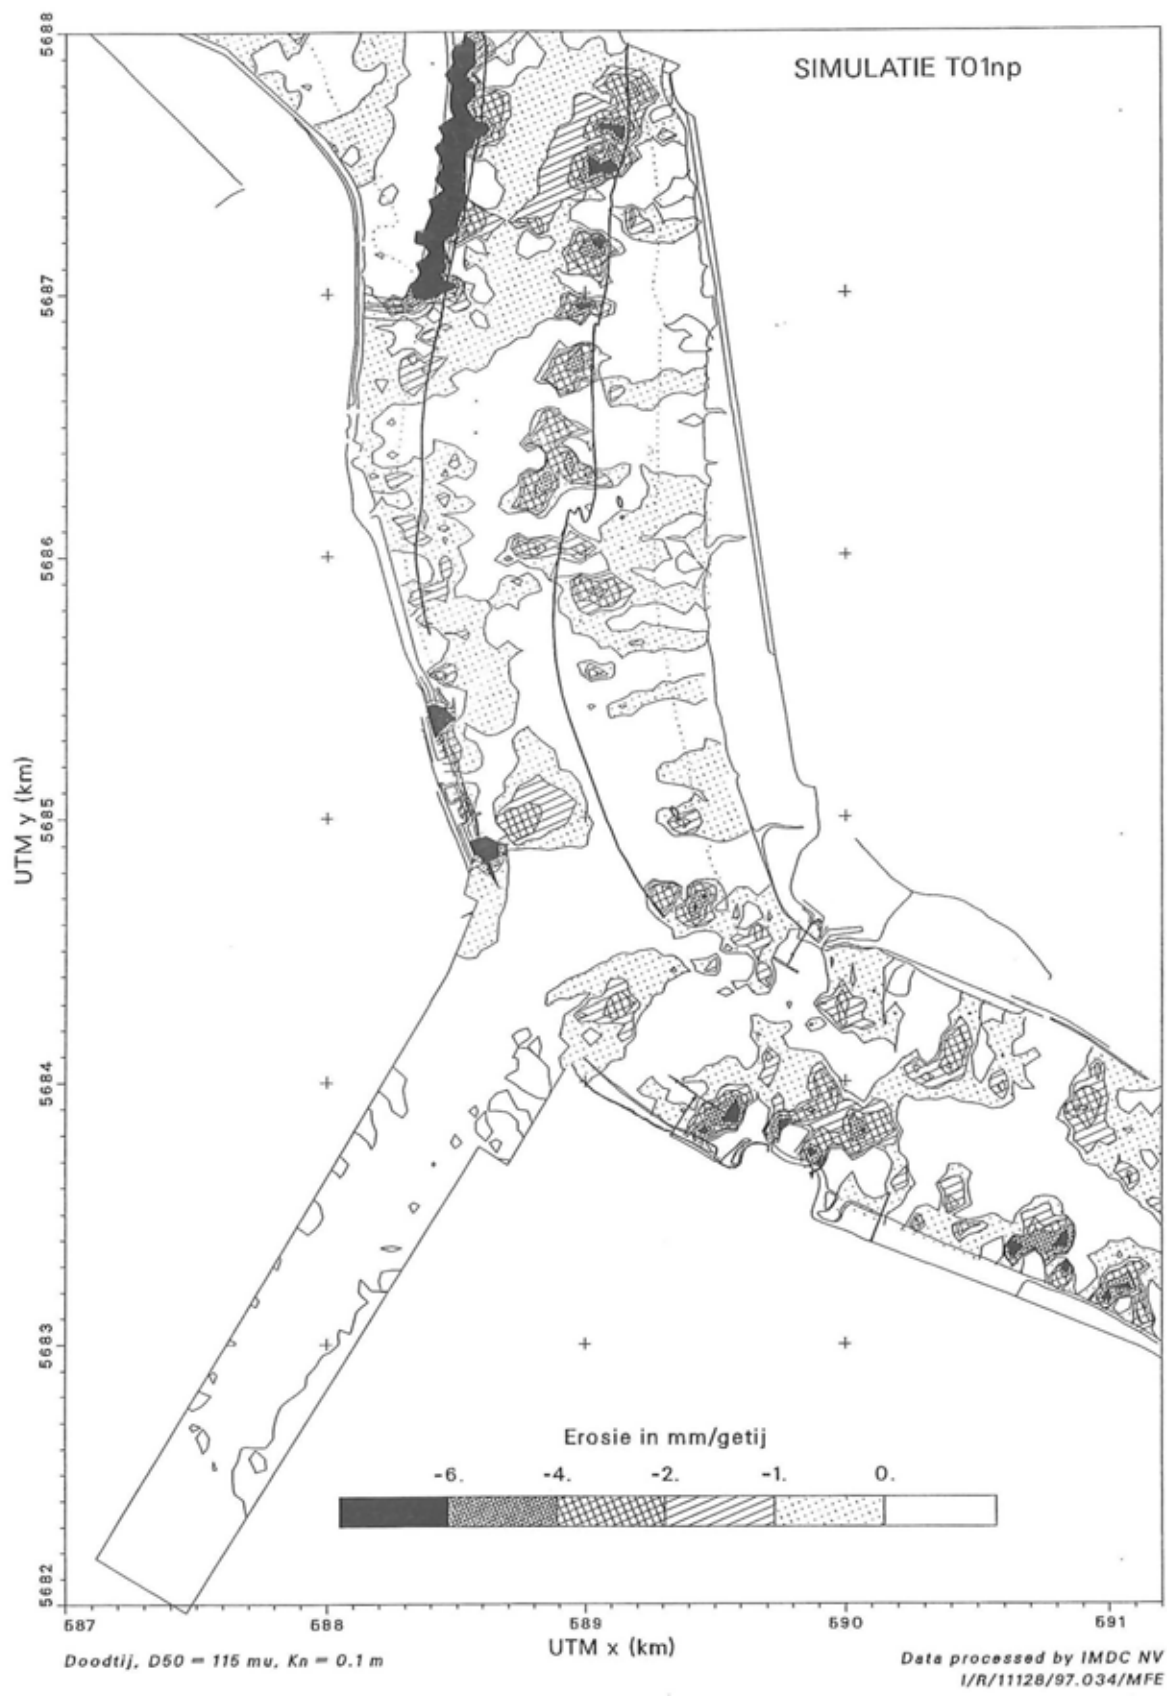 SIMULATIE T01np
5688
5687
5686
5685
5684
5683
5682
UTM y (km)
Erosie in mm/getij
-6. -4. -2. -1. 0.
587 588 589 590 591
UTM x (km)
Doodtij, D50 = 115 mu, Kn = 0.1 m
Data processed by IMDC NV
I/R/11128/97.034/MFE